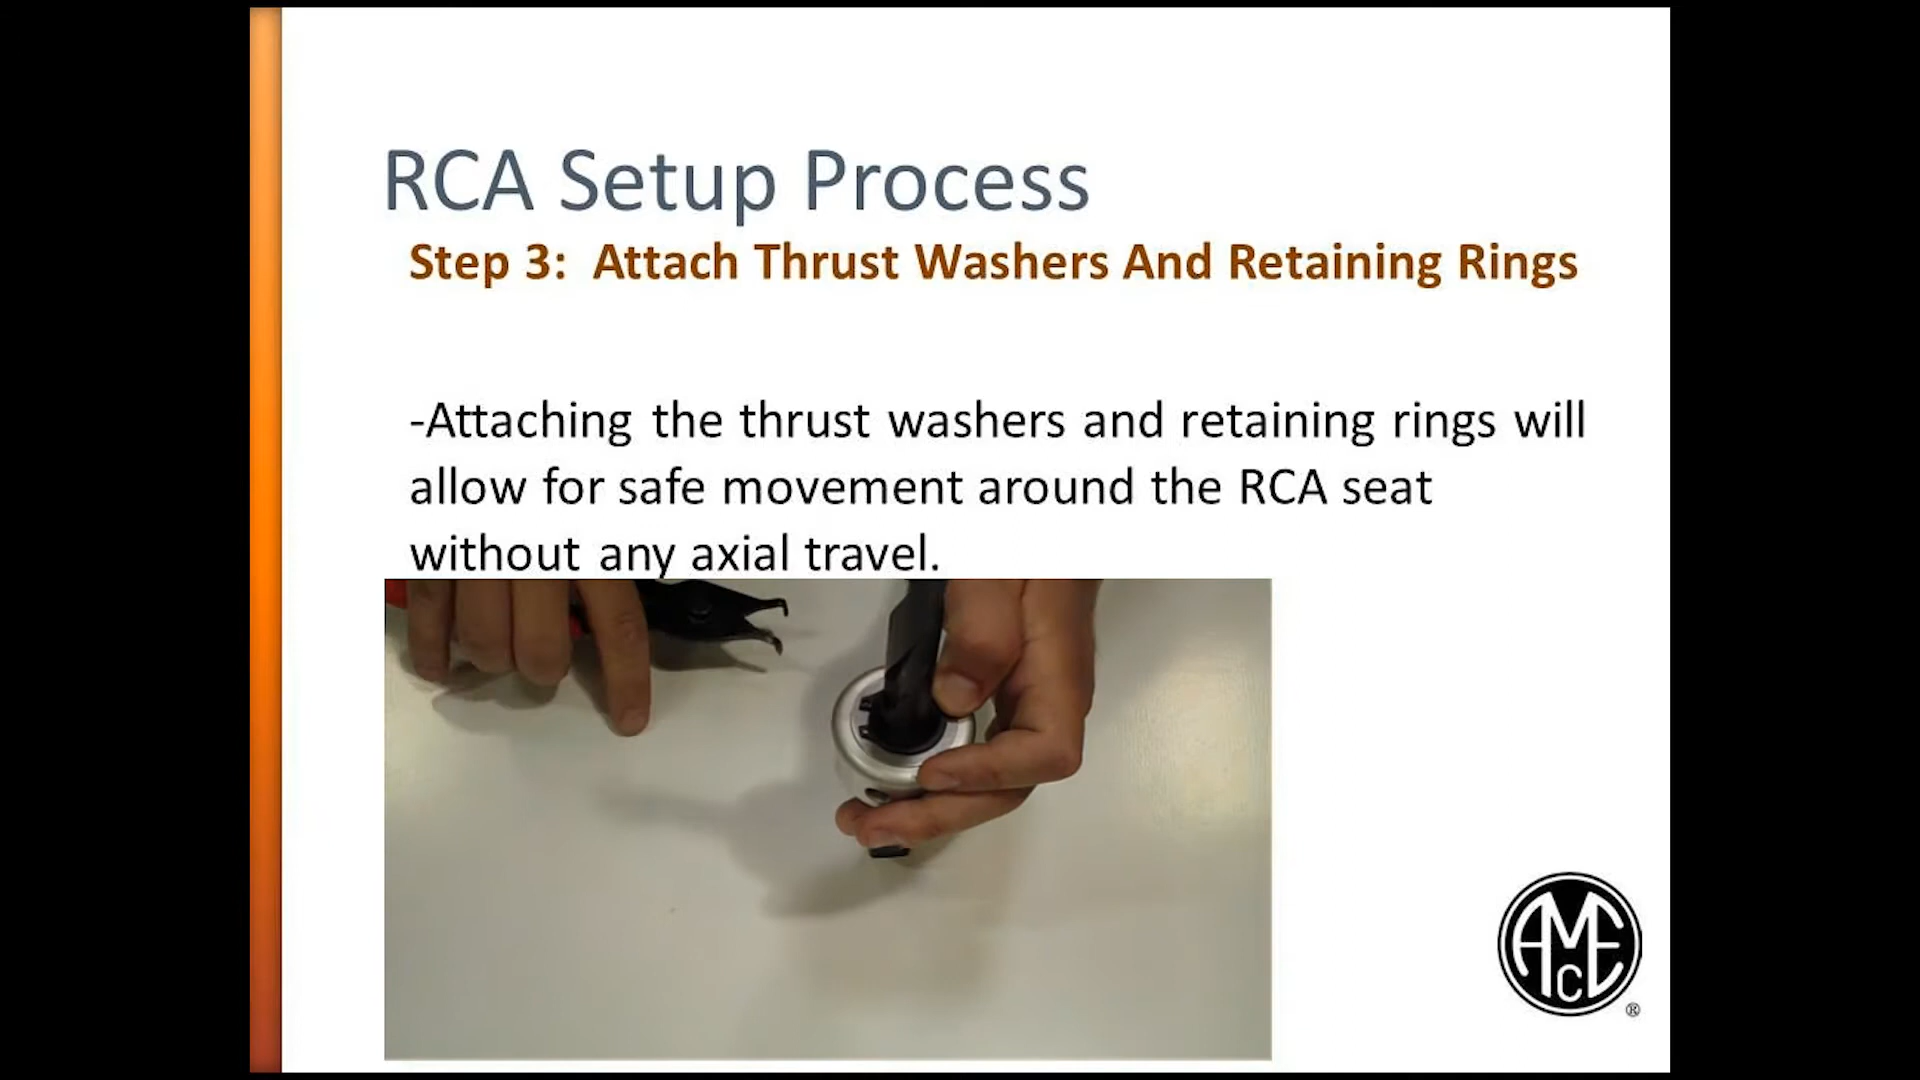 RCA Setup Process
Step 3: Attach Thrust Washers And Retaining Rings
-Attaching the thrust washers and retaining rings will
allow for safe movement around the RCA seat
without any axial travel.
AMEC
®